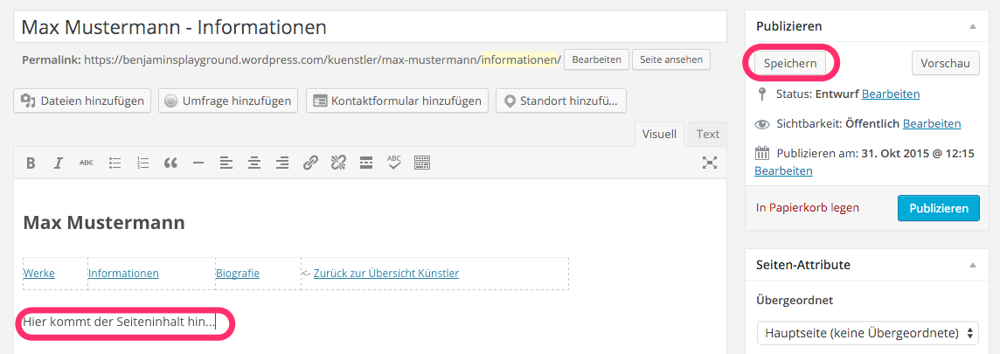 Max Mustermann - Informationen
Permalink: https://benjaminsplayground.wordpress.com/kuenstler/max-mustermann/informationen/ Bearbeiten Seite ansehen
Dateien hinzufügen Umfrage hinzufügen Kontaktformular hinzufügen Standort hinzufü...
Visuell Text
B I ABC ABC
Max Mustermann
Werke Informationen Biografie <- Zurück zur Übersicht Künstler
Hier kommt der Seiteninhalt hin...
Publizieren
Speichern Vorschau
Status: Entwurf Bearbeiten
Sichtbarkeit: Öffentlich Bearbeiten
Publizieren am: 31. Okt 2015 @ 12:15
Bearbeiten
In Papierkorb legen Publizieren
Seiten-Attribute
Übergeordnet
Hauptseite (keine Übergeordnete)